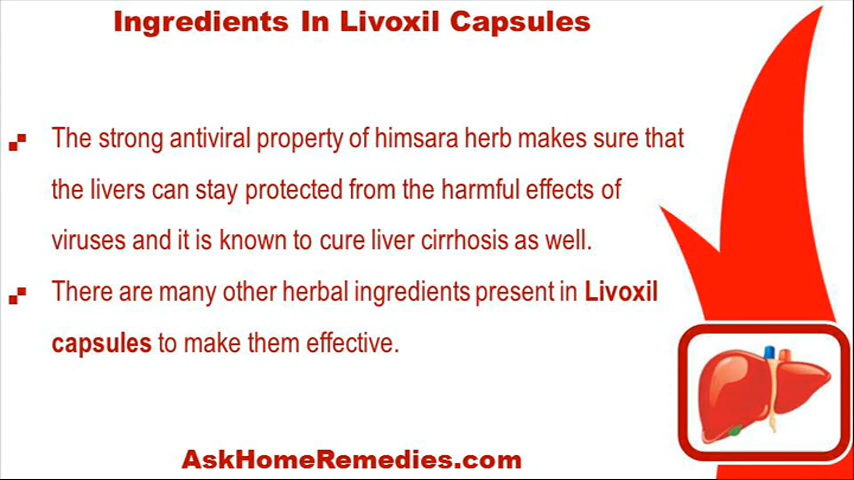 Ingredients In Livoxil Capsules
The strong antiviral property of himsara herb makes sure that
the livers can stay protected from the harmful effects of
viruses and it is known to cure liver cirrhosis as well.
There are many other herbal ingredients present in Livoxil
capsules to make them effective.
AskHomeRemedies.com